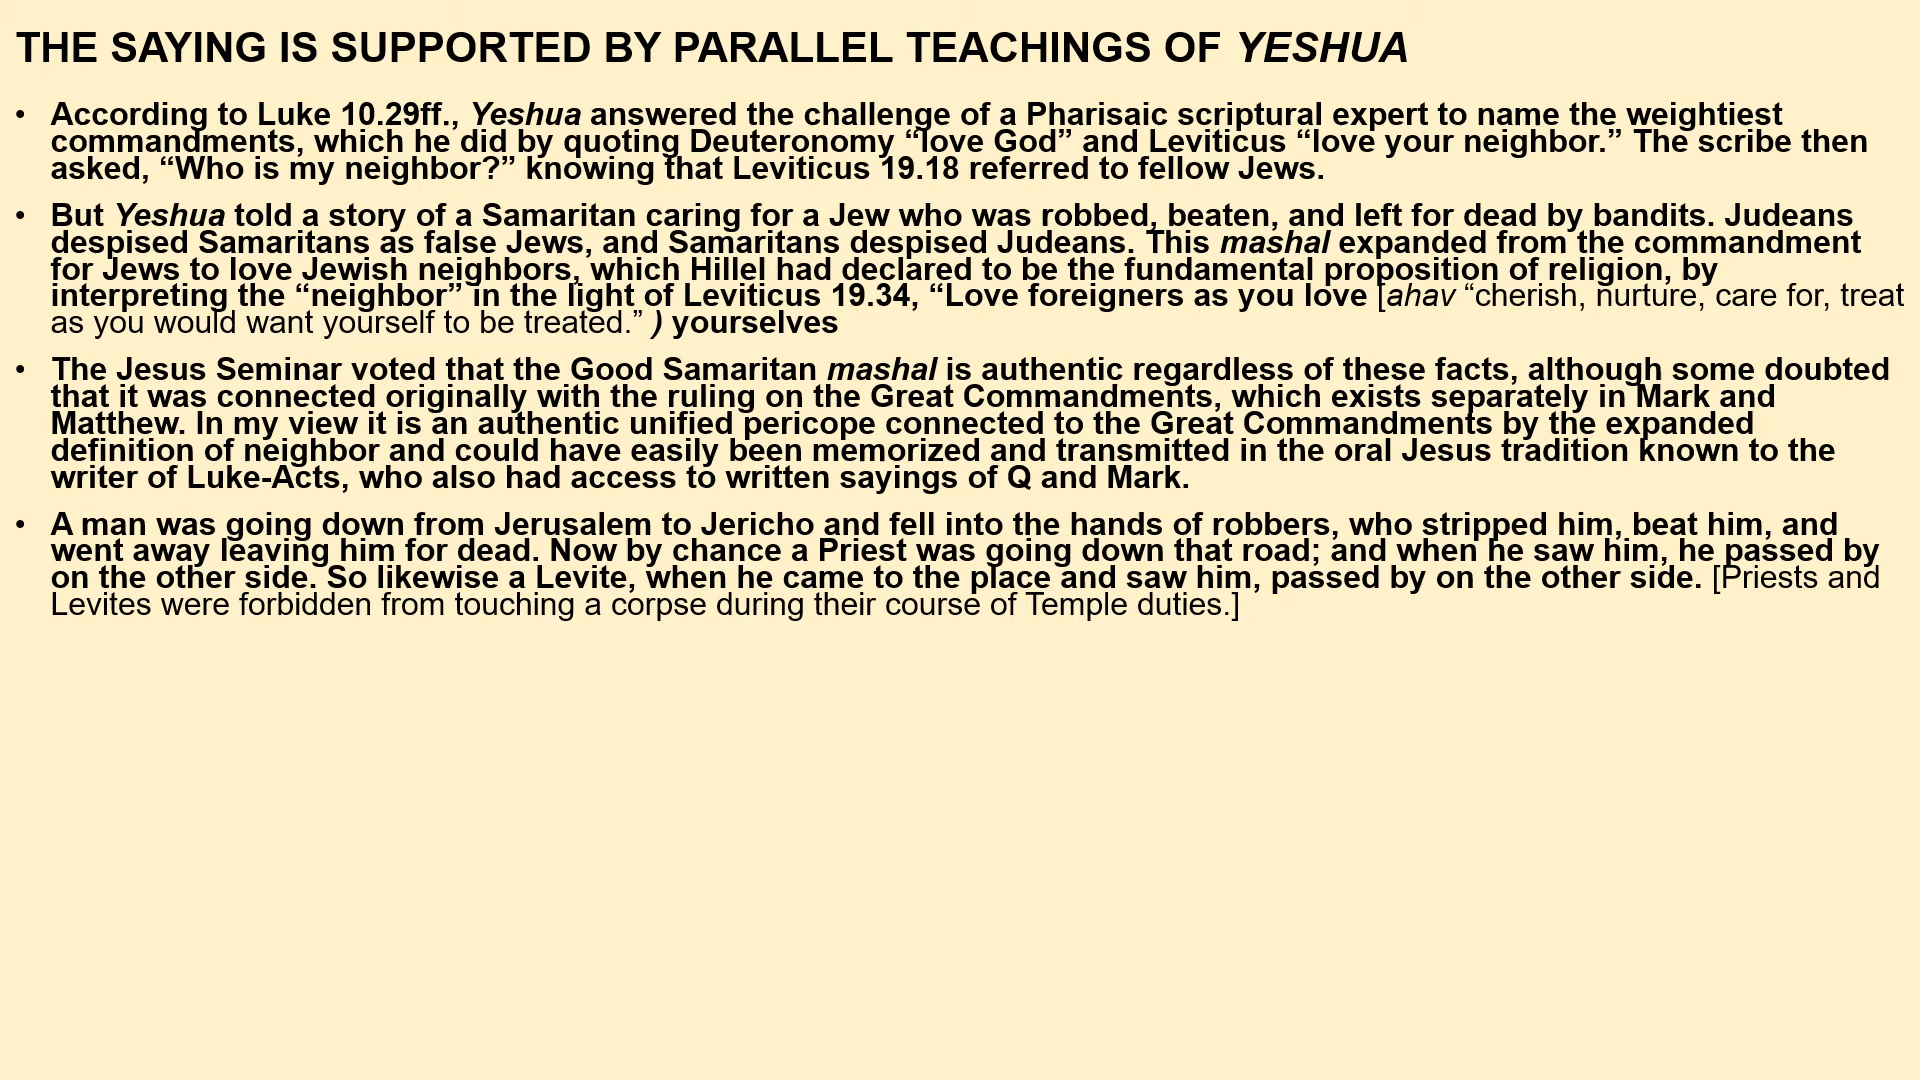 THE SAYING IS SUPPORTED BY PARALLEL TEACHINGS OF YESHUA
• According to Luke 10.29ff., Yeshua answered the challenge of a Pharisaic scriptural expert to name the weightiest
commandments, which he did by quoting Deuteronomy “love God” and Leviticus “love your neighbor.” The scribe then
asked, “Who is my neighbor?” knowing that Leviticus 19.18 referred to fellow Jews.
• But Yeshua told a story of a Samaritan caring for a Jew who was robbed, beaten, and left for dead by bandits. Judeans
despised Samaritans as false Jews, and Samaritans despised Judeans. This mashal expanded from the commandment
for Jews to love Jewish neighbors, which Hillel had declared to be the fundamental proposition of religion, by
interpreting the “neighbor” in the light of Leviticus 19.34, “Love foreigners as you love [ahav “cherish, nurture, care for, treat
as you would want yourself to be treated.” ) yourselves
• The Jesus Seminar voted that the Good Samaritan mashal is authentic regardless of these facts, although some doubted
that it was connected originally with the ruling on the Great Commandments, which exists separately in Mark and
Matthew. In my view it is an authentic unified pericope connected to the Great Commandments by the expanded
definition of neighbor and could have easily been memorized and transmitted in the oral Jesus tradition known to the
writer of Luke-Acts, who also had access to written sayings of Q and Mark.
• A man was going down from Jerusalem to Jericho and fell into the hands of robbers, who stripped him, beat him, and
went away leaving him for dead. Now by chance a Priest was going down that road; and when he saw him, he passed by
on the other side. So likewise a Levite, when he came to the place and saw him, passed by on the other side. [Priests and
Levites were forbidden from touching a corpse during their course of Temple duties.]